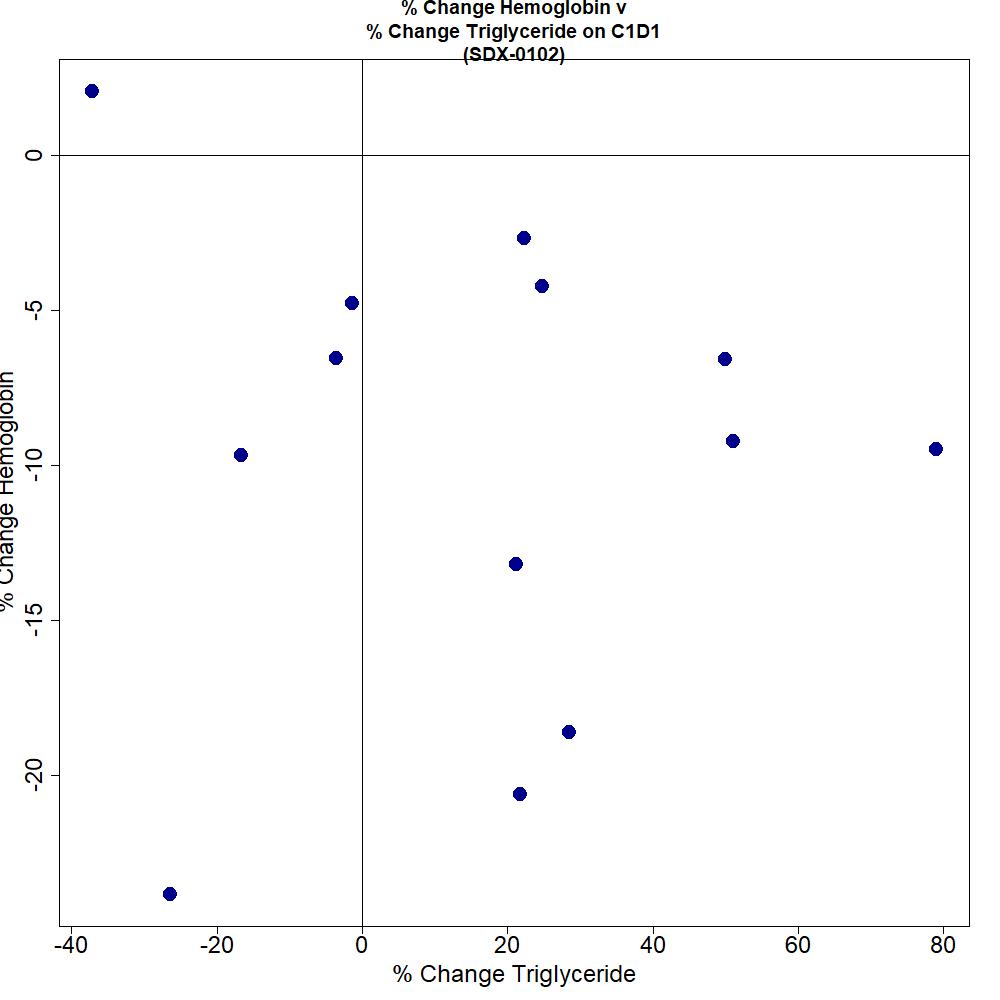 % Change Hemoglobin v
% Change Triglyceride on C1D1
(SDX-0102)
% Change Hemoglobin
0
-5
-10
-15
-20
-40 -20 0 20 40 60 80
% Change Triglyceride